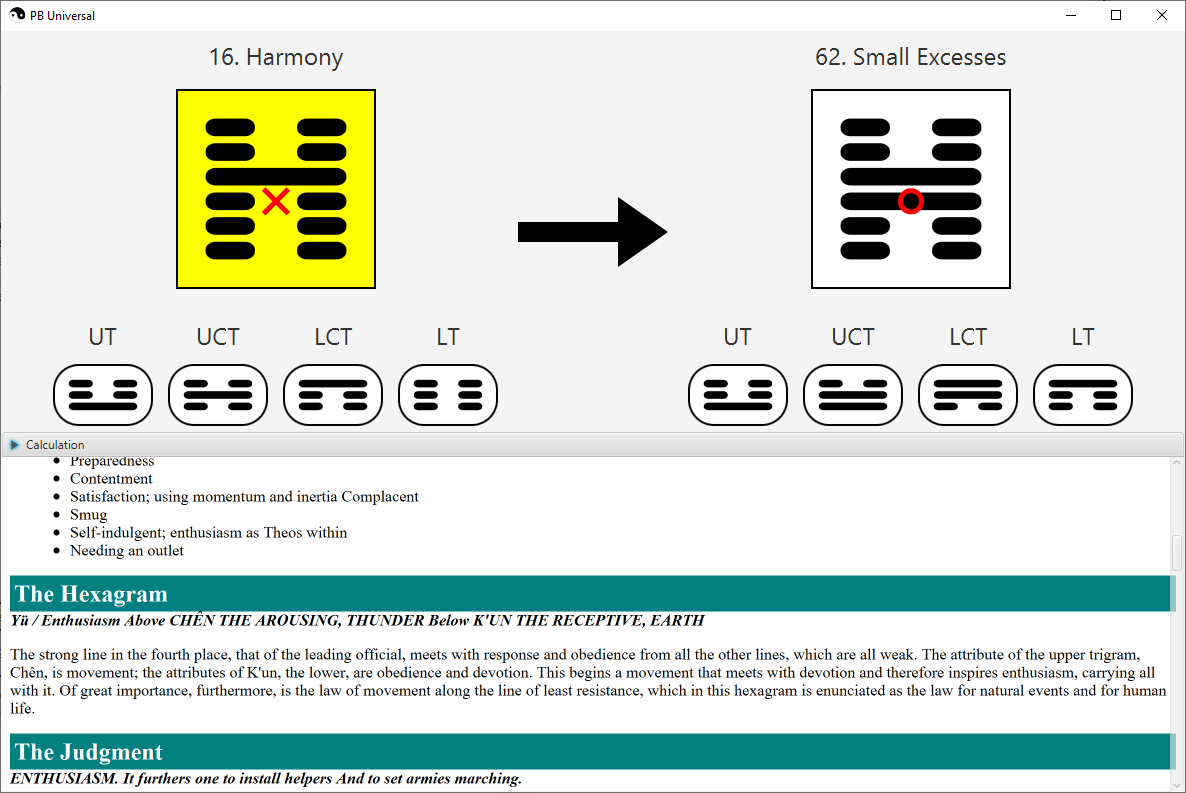 PB Universal
16. Harmony
62. Small Excesses
UT UCT LCT LT
UT UCT LCT LT
Calculation
Preparedness
Contentment
Satisfaction; using momentum and inertia Complacent
Smug
Self-indulgent; enthusiasm as Theos within
Needing an outlet
The Hexagram
Yü / Enthusiasm Above CHÊN THE AROUSING, THUNDER Below K'UN THE RECEPTIVE, EARTH
The strong line in the fourth place, that of the leading official, meets with response and obedience from all the other lines, which are all weak. The attribute of the upper trigram,
Chên, is movement; the attributes of K'un, the lower, are obedience and devotion. This begins a movement that meets with devotion and therefore inspires enthusiasm, carrying all
with it. Of great importance, furthermore, is the law of movement along the line of least resistance, which in this hexagram is enunciated as the law for natural events and for human
life.
The Judgment
ENTHUSIASM. It furthers one to install helpers And to set armies marching.